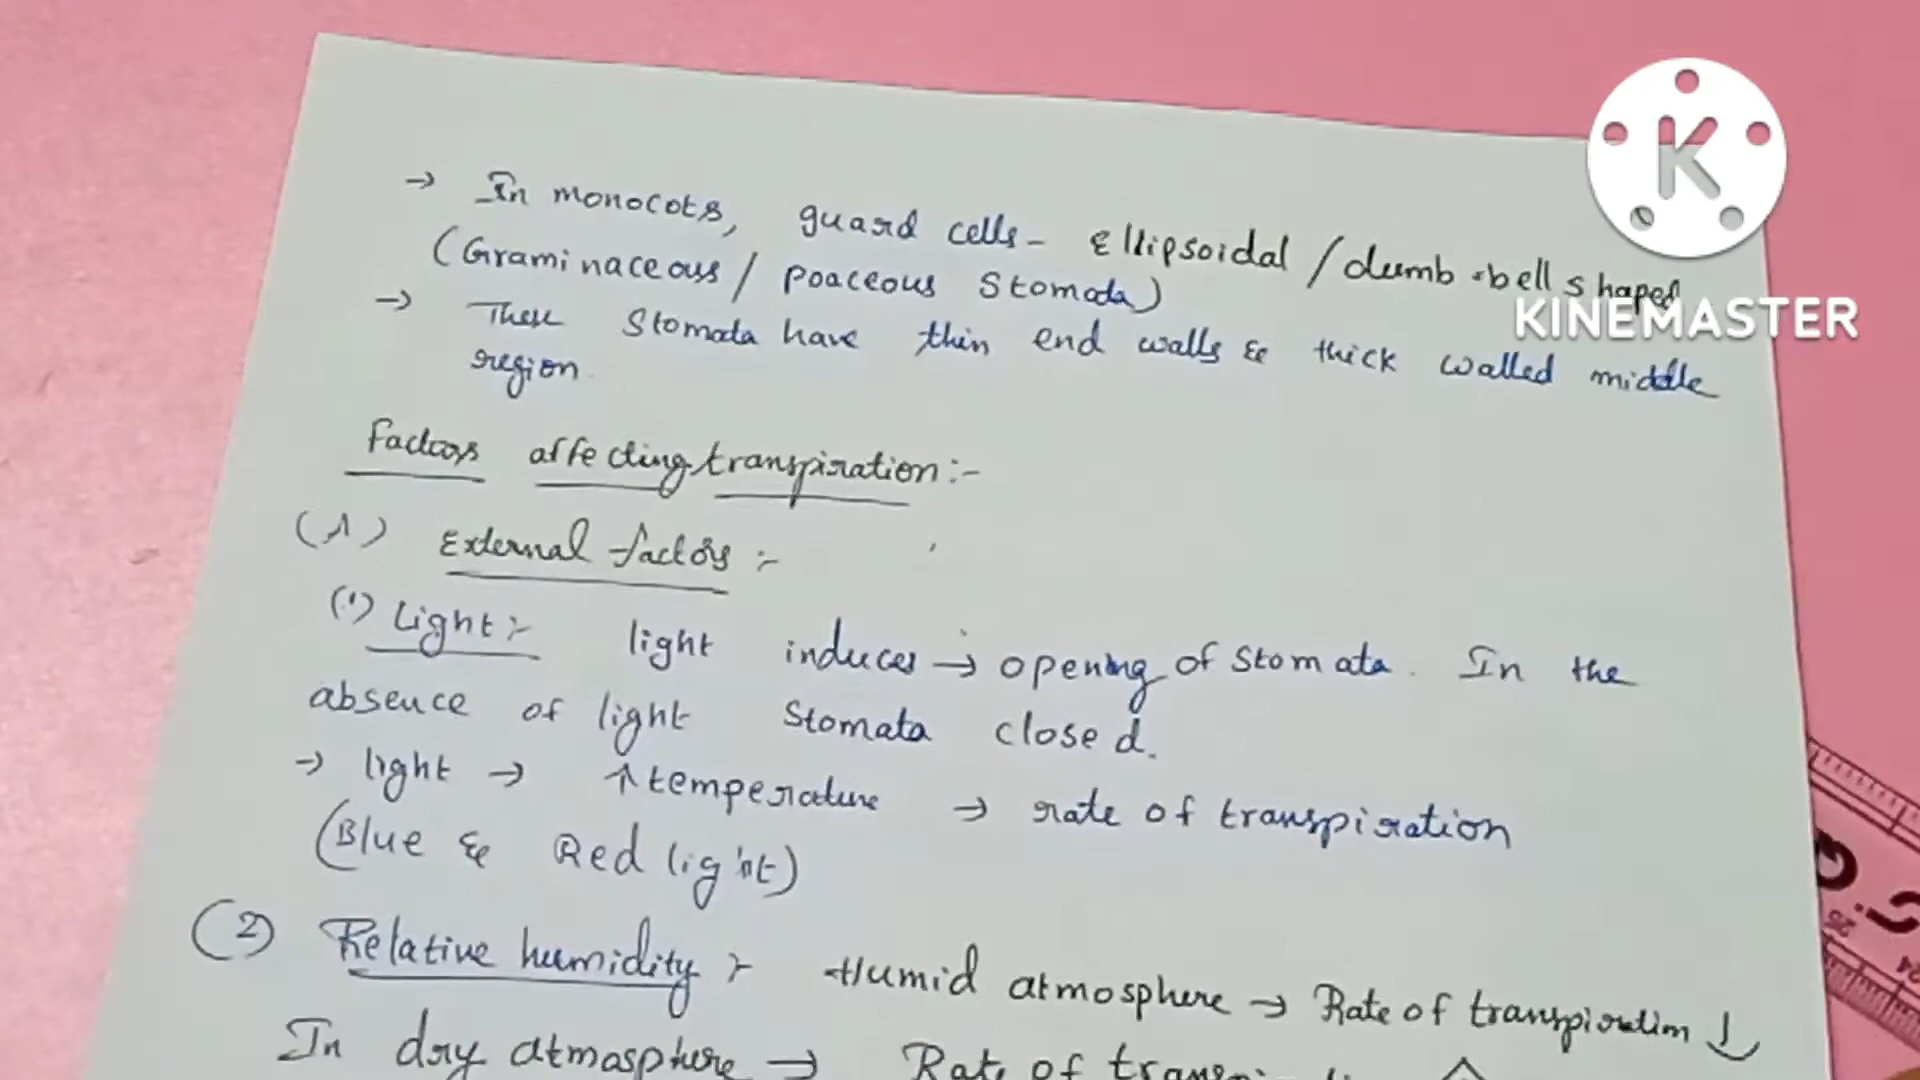 → In monocots, guard cells - Ellipsoidal / dumb-bell shaped
(Graminaceous / poaceous Stomata)
→ These Stomata have thin end walls & thick walled middle
region
Factors affecting transpiration :-
(A) External factors :-
(1) Light :- light induces → opening of Stomata. In the
absence of light Stomata closed.
→ light → ↑ temperature → rate of transpiration
(Blue & Red light)
(2) Relative humidity :- Humid atmosphere → Rate of transpiration ↓
In dry atmosphere → Rate of
K
KINEMASTER